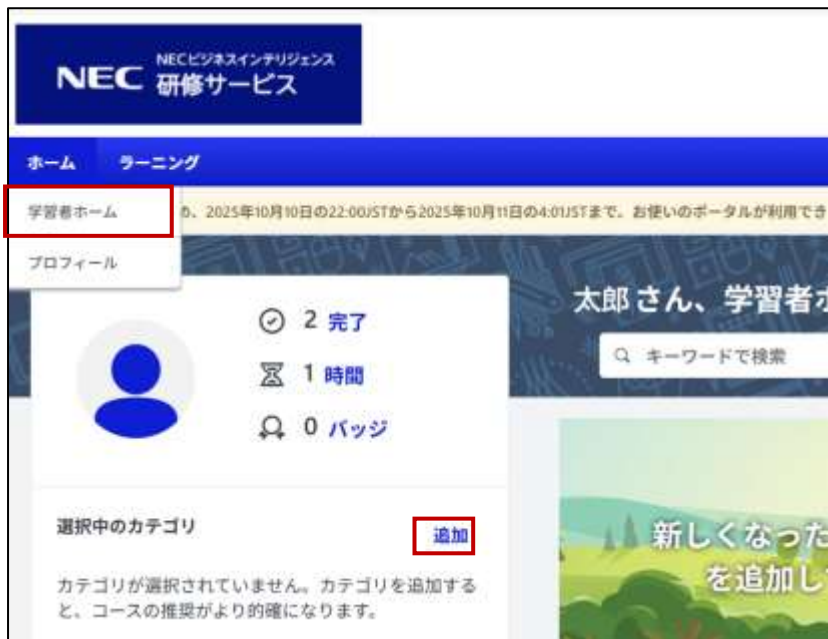 NEC NECビジネスインテリジェンス
研修サービス
ホーム ラーニング
学習者ホーム
め、2025年10月10日の22:00JSTから2025年10月11日の4:01JSTまで。お使いのポータルが利用でき
プロフィール
太郎 さん、学習者ホ
キーワードで検索
2 完了
1 時間
0 バッジ
選択中のカテゴリ 追加
カテゴリが選択されていません。カテゴリを追加する
と、コースの推奨がより的確になります。
新しくなった
を追加し